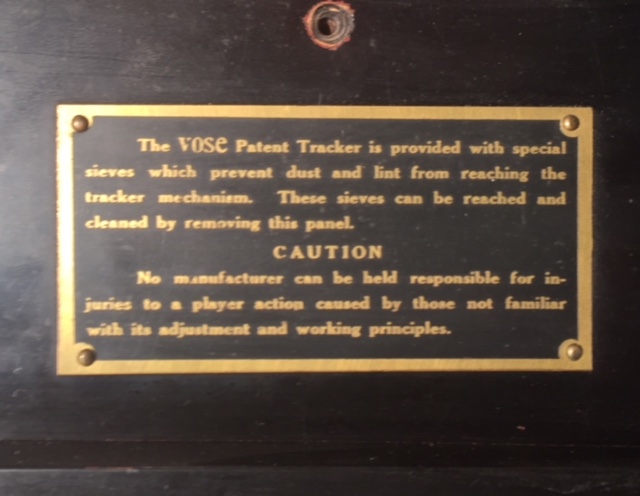 The VOSE Patent Tracker is provided with special
sieves which prevent dust and lint from reaching the
tracker mechanism. These sieves can be reached and
cleaned by removing this panel.
CAUTION
No manufacturer can be held responsible for in-
juries to a player action caused by those not familiar
with its adjustment and working principles.